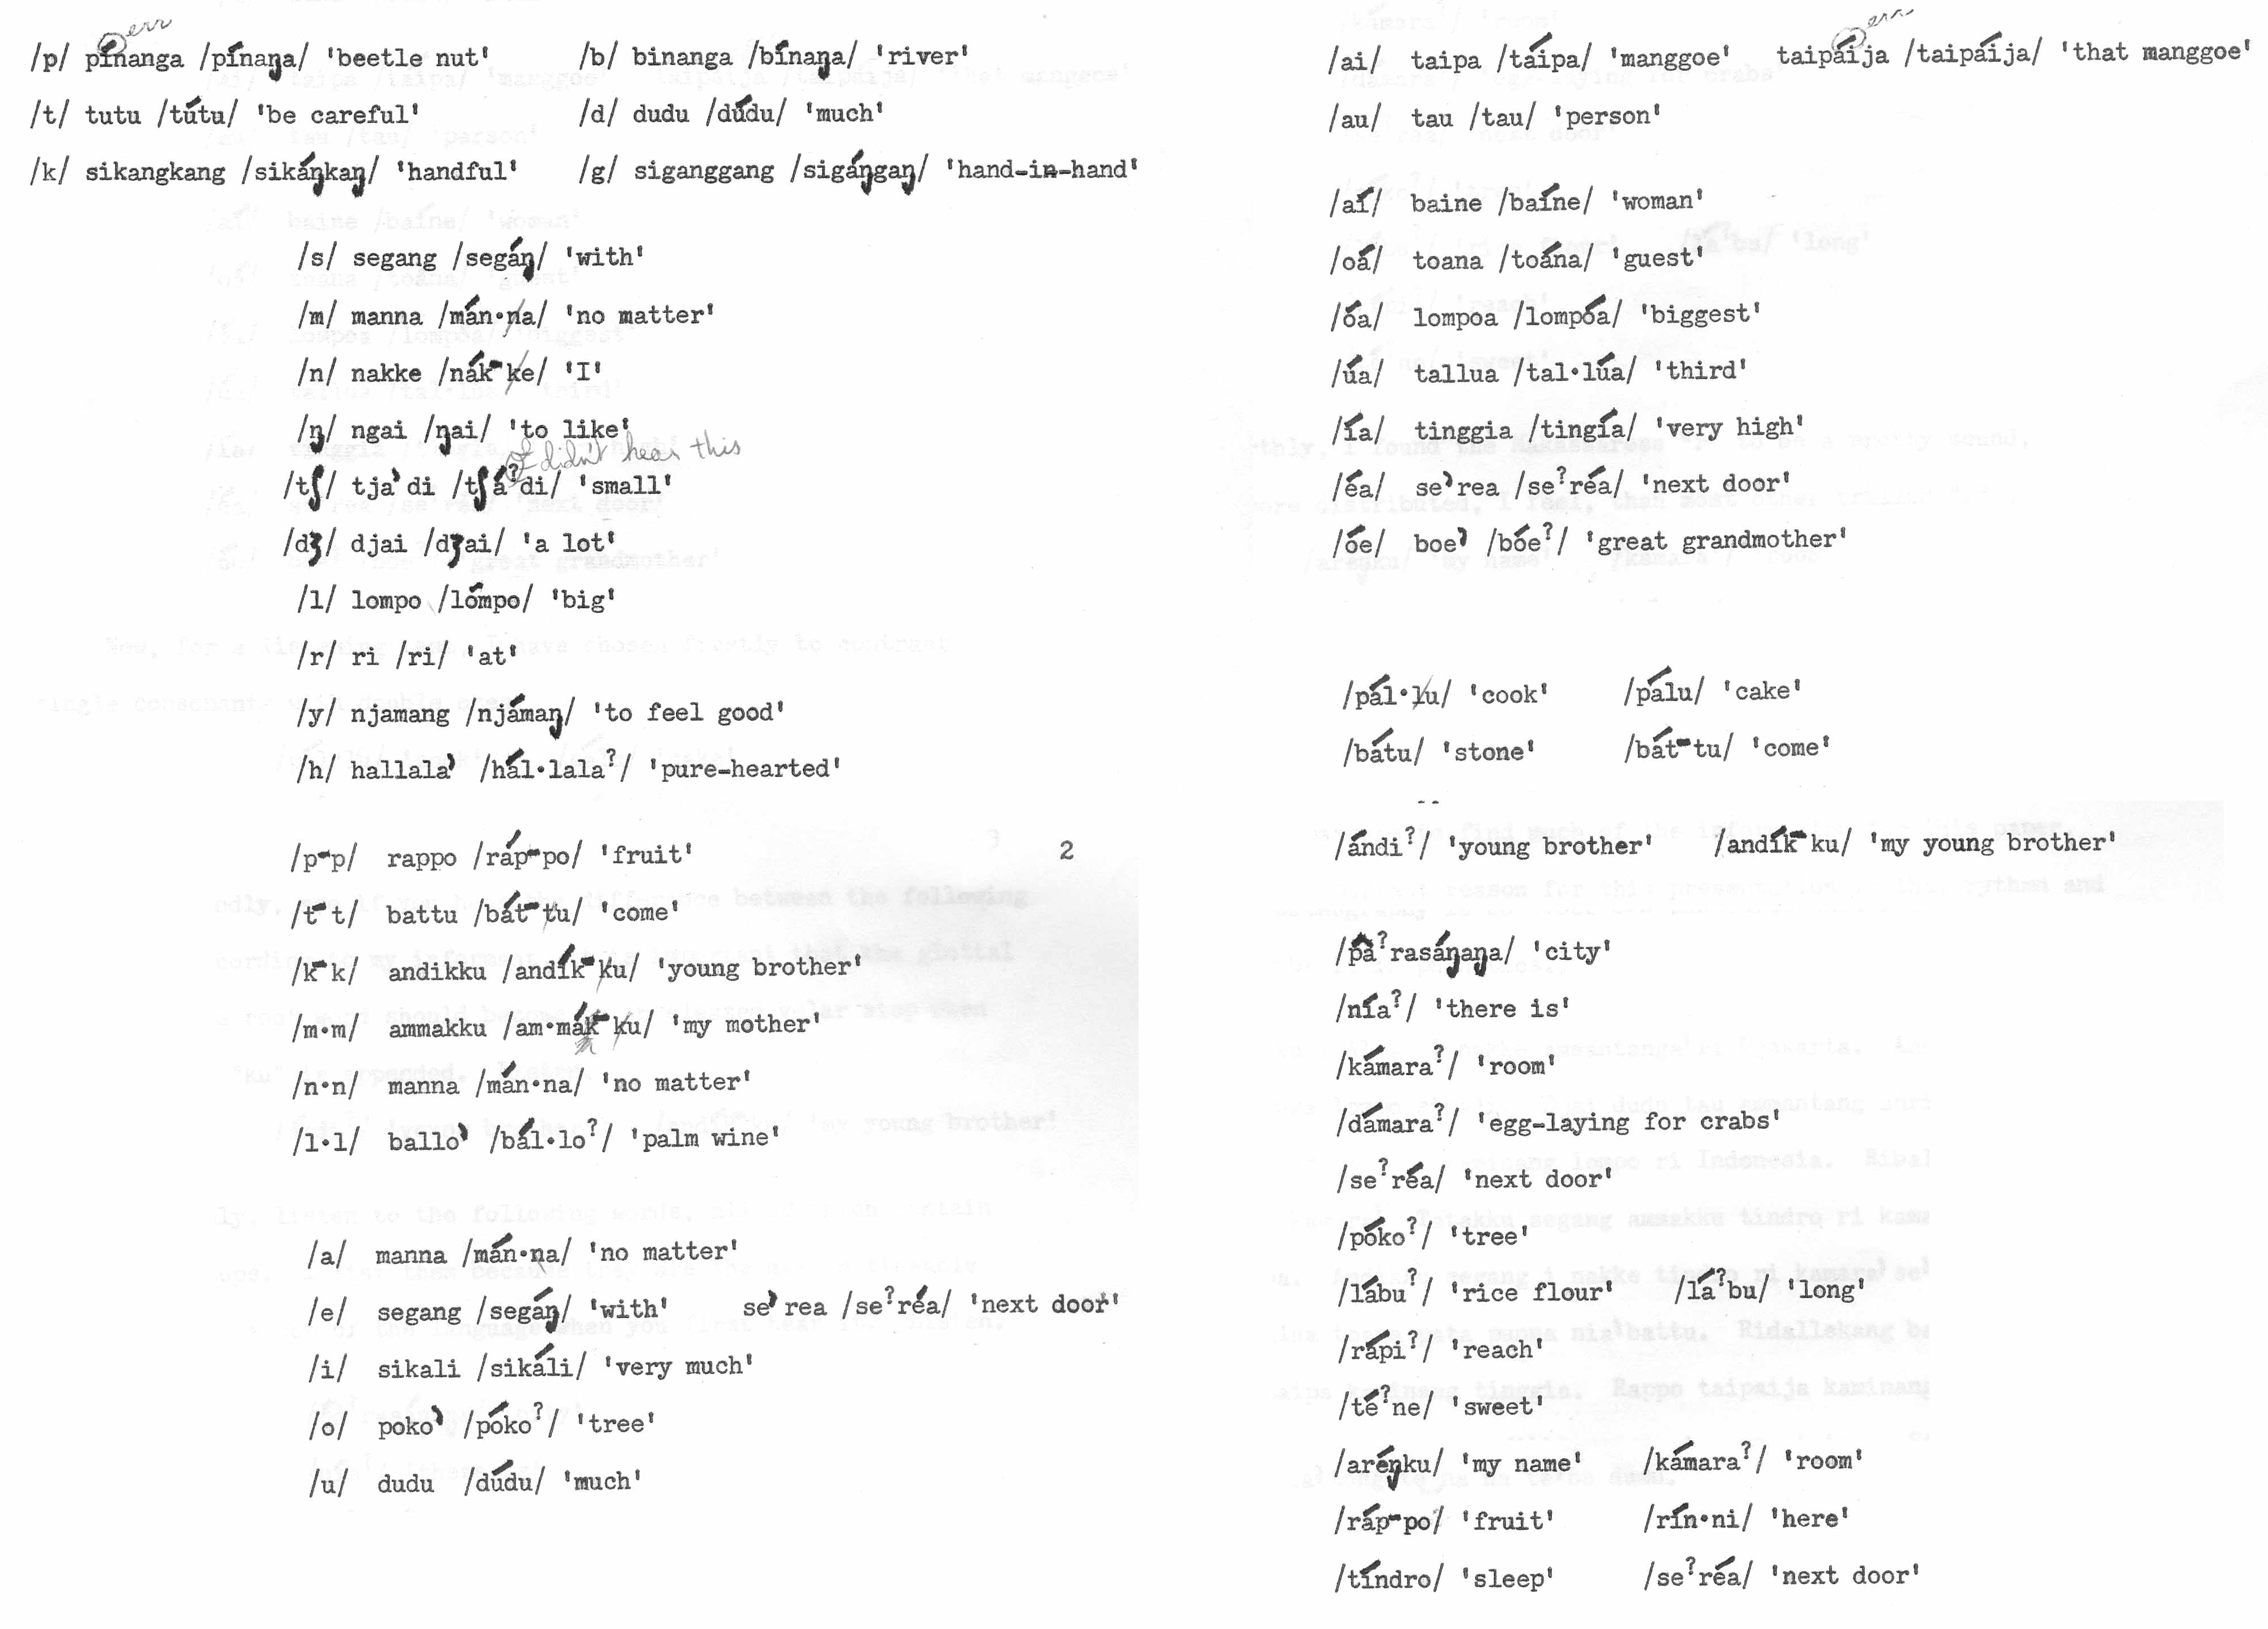 err
/p/ pínanga /pínaŋa/ 'beetle nut' /b/ binanga /bínaŋa/ 'river'
/t/ tutu /tútu/ 'be careful' /d/ dudu /dúdu/ 'much'
/k/ sikangkang /sikáŋkaŋ/ 'handful' /g/ siganggang /sigáŋgaŋ/ 'hand-in-hand'
/s/ segang /segáŋ/ 'with'
/m/ manna /mán·na/ 'no matter'
/n/ nakke /nák-ke/ 'I'
/ŋ/ ngai /ŋai/ 'to like'
I didn't hear this
/tʃ/ tja'di /tʃá?di/ 'small'
/dʒ/ djai /dʒai/ 'a lot'
/l/ lompo /lómpo/ 'big'
/r/ ri /ri/ 'at'
/y/ njamang /njámaŋ/ 'to feel good'
/h/ hallala' /hál·lala?/ 'pure-hearted'
/p-p/ rappo /ráp-po/ 'fruit' 2
/t-t/ battu /bát-tu/ 'come'
/k-k/ andikku /andík-ku/ 'young brother'
/m·m/ ammakku /am·mák-ku/ 'my mother'
/n·n/ manna /mán·na/ 'no matter'
/l·l/ ballo' /bál·lo?/ 'palm wine'
/a/ manna /mán·na/ 'no matter'
/e/ segang /segáŋ/ 'with' se'rea /se?réa/ 'next door'
/i/ sikali /sikáli/ 'very much'
/o/ poko' /póko?/ 'tree'
/u/ dudu /dúdu/ 'much'
err
/ai/ taipa /táipa/ 'manggoe' taipáija /taipáija/ 'that manggoe'
/au/ tau /tau/ 'person'
/aí/ baine /baíne/ 'woman'
/oá/ toana /toána/ 'guest'
/óa/ lompoa /lompóa/ 'biggest'
/úa/ tallua /tal·lúa/ 'third'
/ía/ tinggia /tingía/ 'very high'
/éa/ se'rea /se?réa/ 'next door'
/óe/ boe' /bóe?/ 'great grandmother'
/pál·lu/ 'cook' /pálu/ 'cake'
/bátu/ 'stone' /bát-tu/ 'come'
/ándi?/ 'young brother' /andík-ku/ 'my young brother'
/pa?rasáŋaŋa/ 'city'
/nía?/ 'there is'
/kámara?/ 'room'
/dámara?/ 'egg-laying for crabs'
/se?réa/ 'next door'
/póko?/ 'tree'
/lábu?/ 'rice flour' /lá?bu/ 'long'
/rápi?/ 'reach'
/té?ne/ 'sweet'
/aréŋku/ 'my name' /kámara?/ 'room'
/ráp-po/ 'fruit' /rín·ni/ 'here'
/tíndro/ 'sleep' /se?réa/ 'next door'